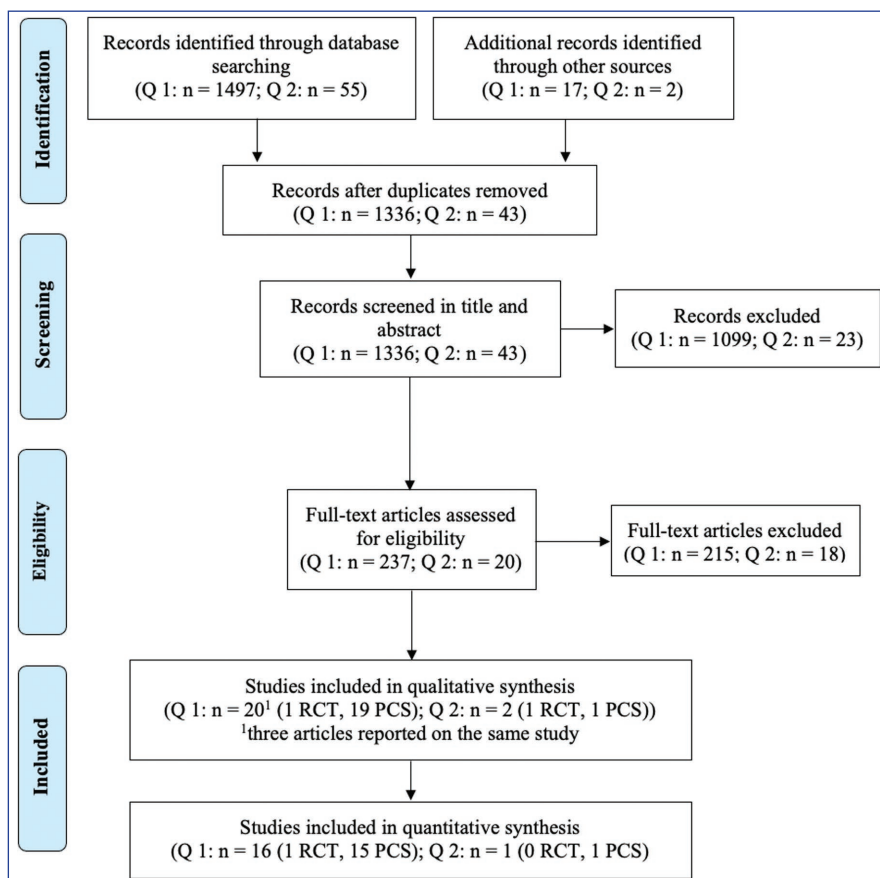 Identification
Records identified through database
searching
(Q 1: n = 1497; Q 2: n = 55)
Additional records identified
through other sources
(Q 1: n = 17; Q 2: n = 2)
Records after duplicates removed
(Q 1: n = 1336; Q 2: n = 43)
Screening
Records screened in title and
abstract
(Q 1: n = 1336; Q 2: n = 43)
Records excluded
(Q 1: n = 1099; Q 2: n = 23)
Eligibility
Full-text articles assessed
for eligibility
(Q 1: n = 237; Q 2: n = 20)
Full-text articles excluded
(Q 1: n = 215; Q 2: n = 18)
Included
Studies included in qualitative synthesis
(Q 1: n = 20¹ (1 RCT, 19 PCS); Q 2: n = 2 (1 RCT, 1 PCS))
¹three articles reported on the same study
Studies included in quantitative synthesis
(Q 1: n = 16 (1 RCT, 15 PCS); Q 2: n = 1 (0 RCT, 1 PCS)